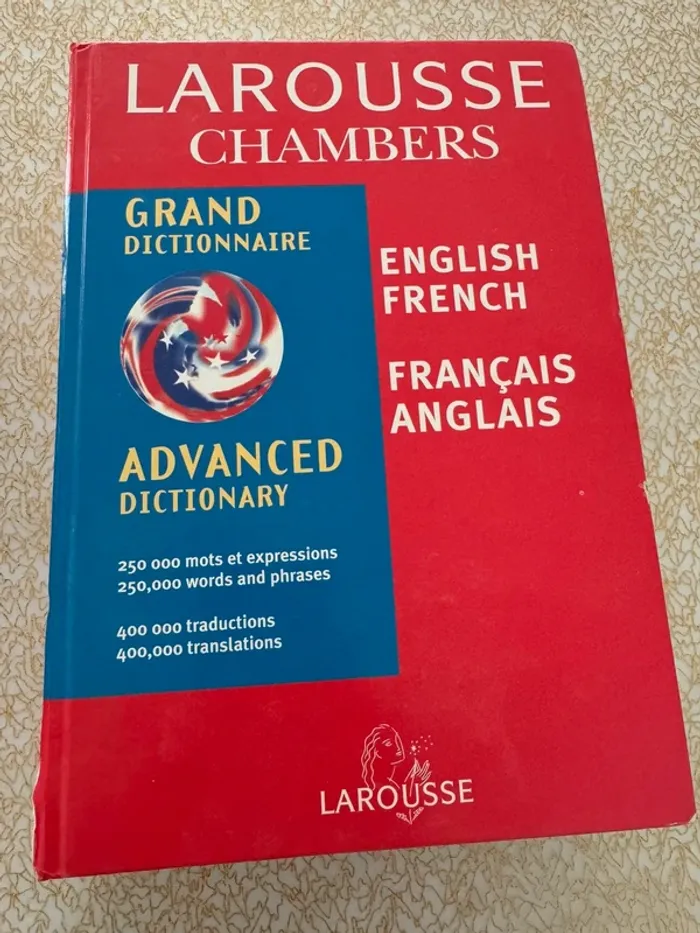 LAROUSSE
CHAMBERS
GRAND
DICTIONNAIRE
ENGLISH
FRENCH
FRANÇAIS
ANGLAIS
ADVANCED
DICTIONARY
250 000 mots et expressions
250,000 words and phrases
400 000 traductions
400,000 translations
LAROUSSE